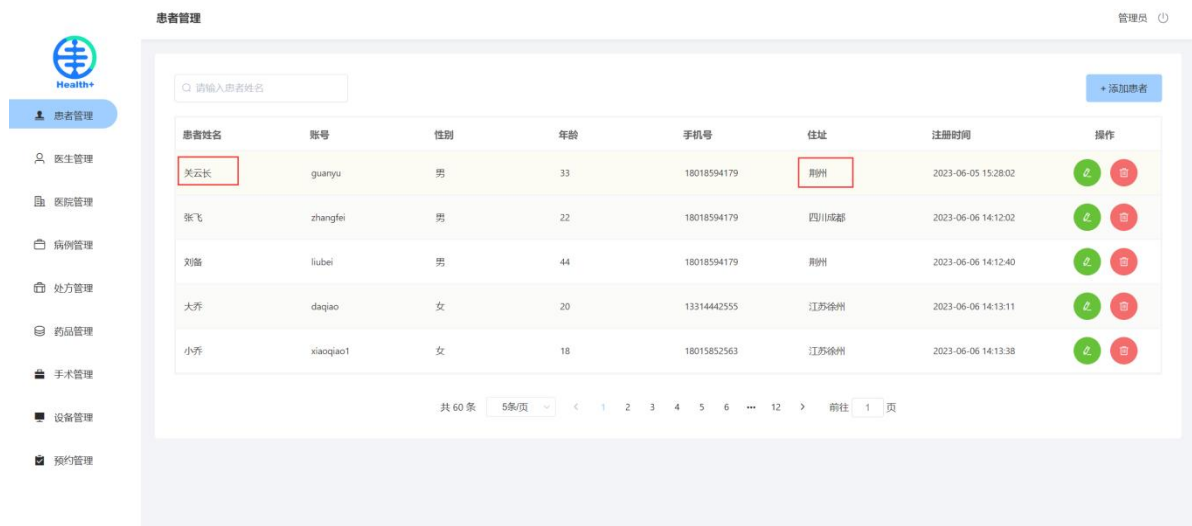 患者管理
管理员
Health+
患者管理
医生管理
医院管理
病例管理
处方管理
药品管理
手术管理
设备管理
预约管理
请输入患者姓名
+ 添加患者
患者姓名 账号 性别 年龄 手机号 住址 注册时间 操作
关云长 guanyu 男 33 18018594179 荆州 2023-06-05 15:28:02
张飞 zhangfei 男 22 18018594179 四川成都 2023-06-06 14:12:02
刘备 liubei 男 44 18018594179 荆州 2023-06-06 14:12:40
大乔 daqiao 女 20 13314442555 江苏徐州 2023-06-06 14:13:11
小乔 xiaoqiao1 女 18 18015852563 江苏徐州 2023-06-06 14:13:38
共 60 条 5条/页 < 1 2 3 4 5 6 ••• 12 > 前往 1 页